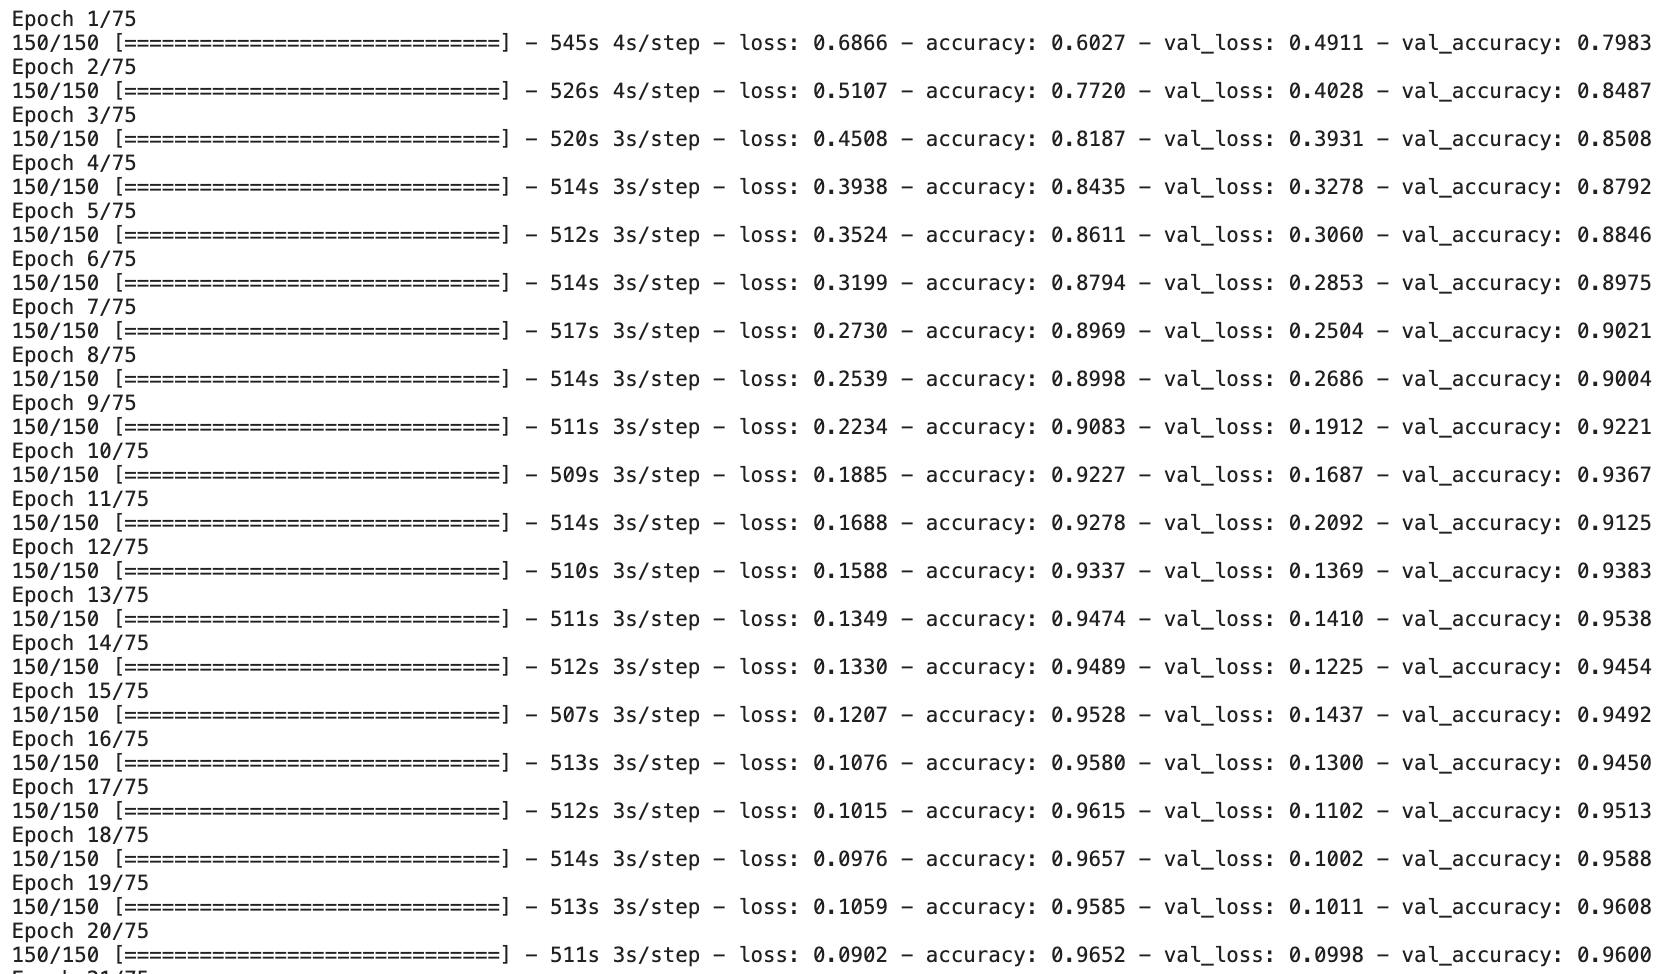 Epoch 1/75
150/150 [==============================] - 545s 4s/step - loss: 0.6866 - accuracy: 0.6027 - val_loss: 0.4911 - val_accuracy: 0.7983
Epoch 2/75
150/150 [==============================] - 526s 4s/step - loss: 0.5107 - accuracy: 0.7720 - val_loss: 0.4028 - val_accuracy: 0.8487
Epoch 3/75
150/150 [==============================] - 520s 3s/step - loss: 0.4508 - accuracy: 0.8187 - val_loss: 0.3931 - val_accuracy: 0.8508
Epoch 4/75
150/150 [==============================] - 514s 3s/step - loss: 0.3938 - accuracy: 0.8435 - val_loss: 0.3278 - val_accuracy: 0.8792
Epoch 5/75
150/150 [==============================] - 512s 3s/step - loss: 0.3524 - accuracy: 0.8611 - val_loss: 0.3060 - val_accuracy: 0.8846
Epoch 6/75
150/150 [==============================] - 514s 3s/step - loss: 0.3199 - accuracy: 0.8794 - val_loss: 0.2853 - val_accuracy: 0.8975
Epoch 7/75
150/150 [==============================] - 517s 3s/step - loss: 0.2730 - accuracy: 0.8969 - val_loss: 0.2504 - val_accuracy: 0.9021
Epoch 8/75
150/150 [==============================] - 514s 3s/step - loss: 0.2539 - accuracy: 0.8998 - val_loss: 0.2686 - val_accuracy: 0.9004
Epoch 9/75
150/150 [==============================] - 511s 3s/step - loss: 0.2234 - accuracy: 0.9083 - val_loss: 0.1912 - val_accuracy: 0.9221
Epoch 10/75
150/150 [==============================] - 509s 3s/step - loss: 0.1885 - accuracy: 0.9227 - val_loss: 0.1687 - val_accuracy: 0.9367
Epoch 11/75
150/150 [==============================] - 514s 3s/step - loss: 0.1688 - accuracy: 0.9278 - val_loss: 0.2092 - val_accuracy: 0.9125
Epoch 12/75
150/150 [==============================] - 510s 3s/step - loss: 0.1588 - accuracy: 0.9337 - val_loss: 0.1369 - val_accuracy: 0.9383
Epoch 13/75
150/150 [==============================] - 511s 3s/step - loss: 0.1349 - accuracy: 0.9474 - val_loss: 0.1410 - val_accuracy: 0.9538
Epoch 14/75
150/150 [==============================] - 512s 3s/step - loss: 0.1330 - accuracy: 0.9489 - val_loss: 0.1225 - val_accuracy: 0.9454
Epoch 15/75
150/150 [==============================] - 507s 3s/step - loss: 0.1207 - accuracy: 0.9528 - val_loss: 0.1437 - val_accuracy: 0.9492
Epoch 16/75
150/150 [==============================] - 513s 3s/step - loss: 0.1076 - accuracy: 0.9580 - val_loss: 0.1300 - val_accuracy: 0.9450
Epoch 17/75
150/150 [==============================] - 512s 3s/step - loss: 0.1015 - accuracy: 0.9615 - val_loss: 0.1102 - val_accuracy: 0.9513
Epoch 18/75
150/150 [==============================] - 514s 3s/step - loss: 0.0976 - accuracy: 0.9657 - val_loss: 0.1002 - val_accuracy: 0.9588
Epoch 19/75
150/150 [==============================] - 513s 3s/step - loss: 0.1059 - accuracy: 0.9585 - val_loss: 0.1011 - val_accuracy: 0.9608
Epoch 20/75
150/150 [==============================] - 511s 3s/step - loss: 0.0902 - accuracy: 0.9652 - val_loss: 0.0998 - val_accuracy: 0.9600